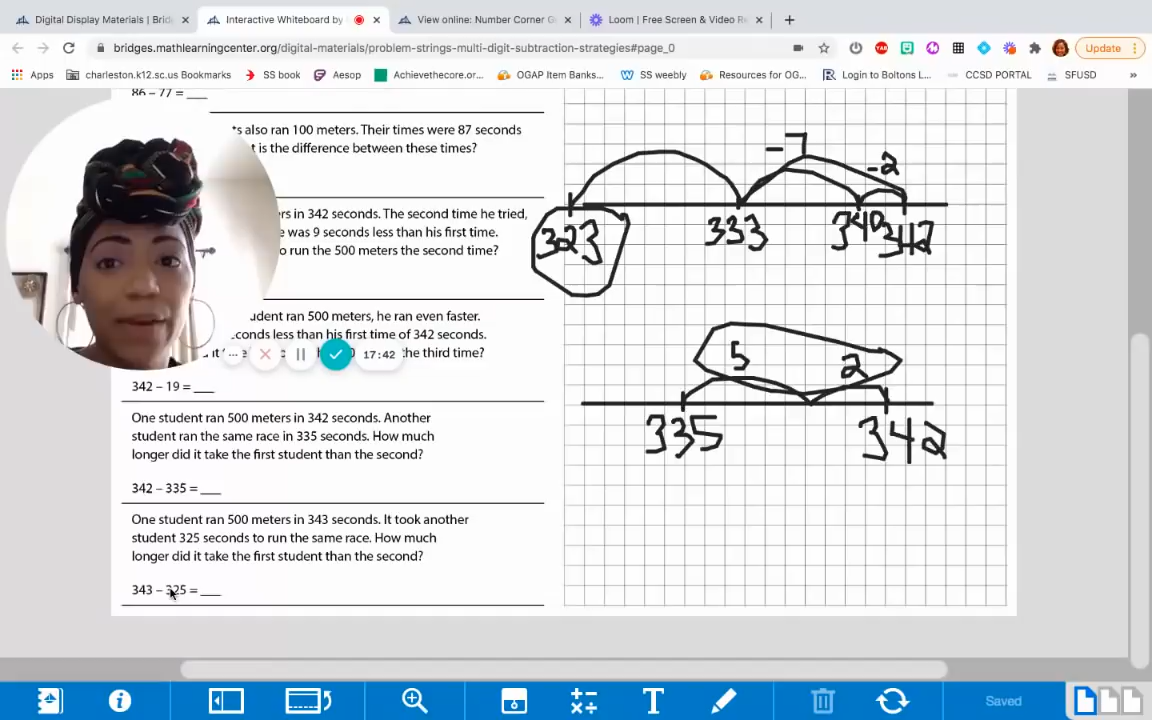 Digital Display Materials | Brid
Interactive Whiteboard by
View online: Number Corner G
Loom | Free Screen & Video Re
bridges.mathlearningcenter.org/digital-materials/problem-strings-multi-digit-subtraction-strategies#page_0
Update
Apps
charleston.k12.sc.us Bookmarks
SS book
Aesop
Achievethecore.or...
OGAP Item Banks...
SS weekly
Resources for OG...
Login to Boltons L...
CCSD PORTAL
SFUSD
86 – 77 = ___
ts also ran 100 meters. Their times were 87 seconds
t is the difference between these times?
rs in 342 seconds. The second time he tried,
e was 9 seconds less than his first time.
o run the 500 meters the second time?
udent ran 500 meters, he ran even faster.
conds less than his first time of 342 seconds.
the third time?
17:42
342 – 19 = ___
One student ran 500 meters in 342 seconds. Another
student ran the same race in 335 seconds. How much
longer did it take the first student than the second?
342 – 335 = ___
One student ran 500 meters in 343 seconds. It took another
student 325 seconds to run the same race. How much
longer did it take the first student than the second?
343 – 325 = ___
-7
-2
323
333
340
342
5
2
335
342
Saved